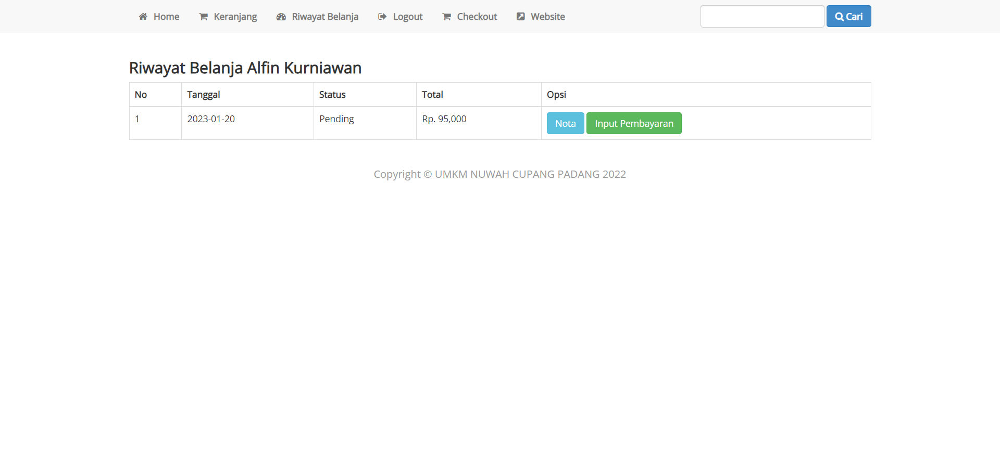 Home Keranjang Riwayat Belanja Logout Checkout Website Cari
Riwayat Belanja Alfin Kurniawan
No Tanggal Status Total Opsi
1 2023-01-20 Pending Rp. 95,000 Nota Input Pembayaran
Copyright © UMKM NUWAH CUPANG PADANG 2022